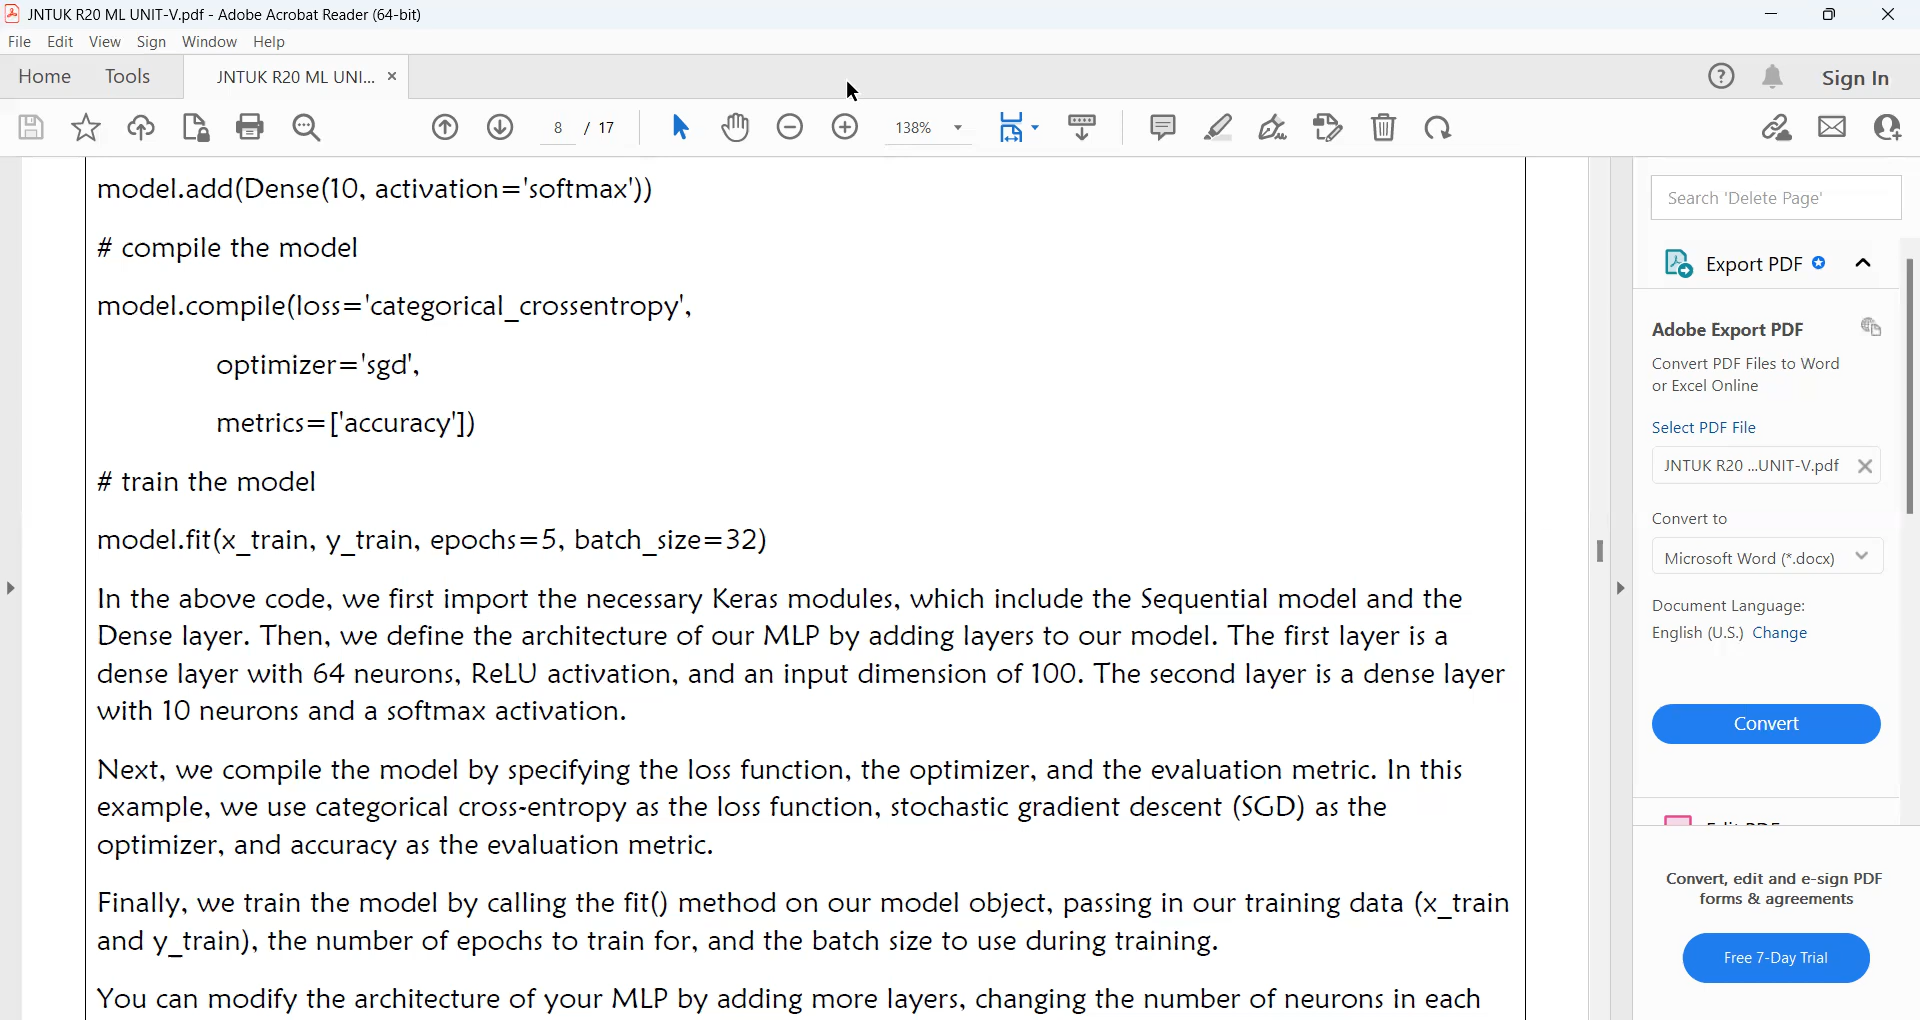 JNTUK R20 ML UNIT-V.pdf - Adobe Acrobat Reader (64-bit)
File Edit View Sign Window Help
Home Tools JNTUK R20 ML UNI... × Sign In
8 / 17 138%
model.add(Dense(10, activation='softmax'))
# compile the model
model.compile(loss='categorical_crossentropy',
optimizer='sgd',
metrics=['accuracy'])
# train the model
model.fit(x_train, y_train, epochs=5, batch_size=32)
In the above code, we first import the necessary Keras modules, which include the Sequential model and the
Dense layer. Then, we define the architecture of our MLP by adding layers to our model. The first layer is a
dense layer with 64 neurons, ReLU activation, and an input dimension of 100. The second layer is a dense layer
with 10 neurons and a softmax activation.
Next, we compile the model by specifying the loss function, the optimizer, and the evaluation metric. In this
example, we use categorical cross-entropy as the loss function, stochastic gradient descent (SGD) as the
optimizer, and accuracy as the evaluation metric.
Finally, we train the model by calling the fit() method on our model object, passing in our training data (x_train
and y_train), the number of epochs to train for, and the batch size to use during training.
You can modify the architecture of your MLP by adding more layers, changing the number of neurons in each
Search 'Delete Page'
Export PDF
Adobe Export PDF
Convert PDF Files to Word
or Excel Online
Select PDF File
JNTUK R20 ...UNIT-V.pdf
Convert to
Microsoft Word (*.docx)
Document Language:
English (U.S.) Change
Convert
Convert, edit and e-sign PDF
forms & agreements
Free 7-Day Trial